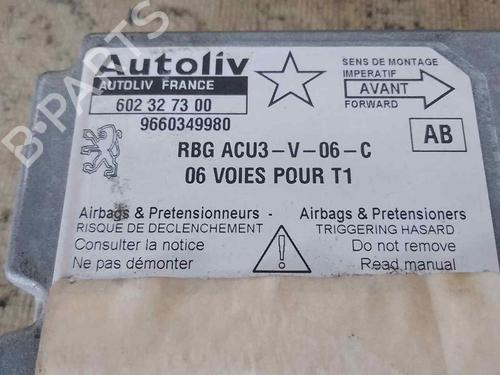 Autoliv
AUTOLIV FRANCE
602 32 73 00
9660349980
SENS DE MONTAGE
IMPERATIF
AVANT
FORWARD
AB
RBG ACU3-V-06-C
06 VOIES POUR T1
Airbags & Pretensionneurs -
RISQUE DE DECLENCHEMENT
Consulter la notice
Ne pas démonter
Airbags & Pretensioners
TRIGGERING HASARD
Do not remove
Read manual
B-PARTS
B-PARTS